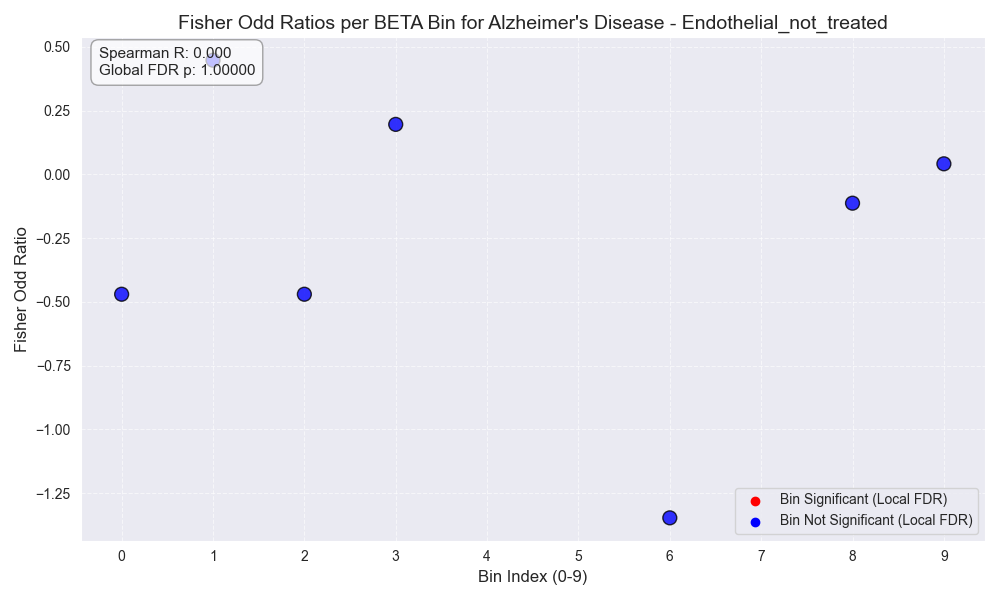 Fisher Odd Ratios per BETA Bin for Alzheimer's Disease - Endothelial_not_treated
Spearman R: 0.000
Global FDR p: 1.00000
Fisher Odd Ratio
0.50
0.25
0.00
−0.25
−0.50
−0.75
−1.00
−1.25
Bin Significant (Local FDR)
Bin Not Significant (Local FDR)
0 1 2 3 4 5 6 7 8 9
Bin Index (0-9)